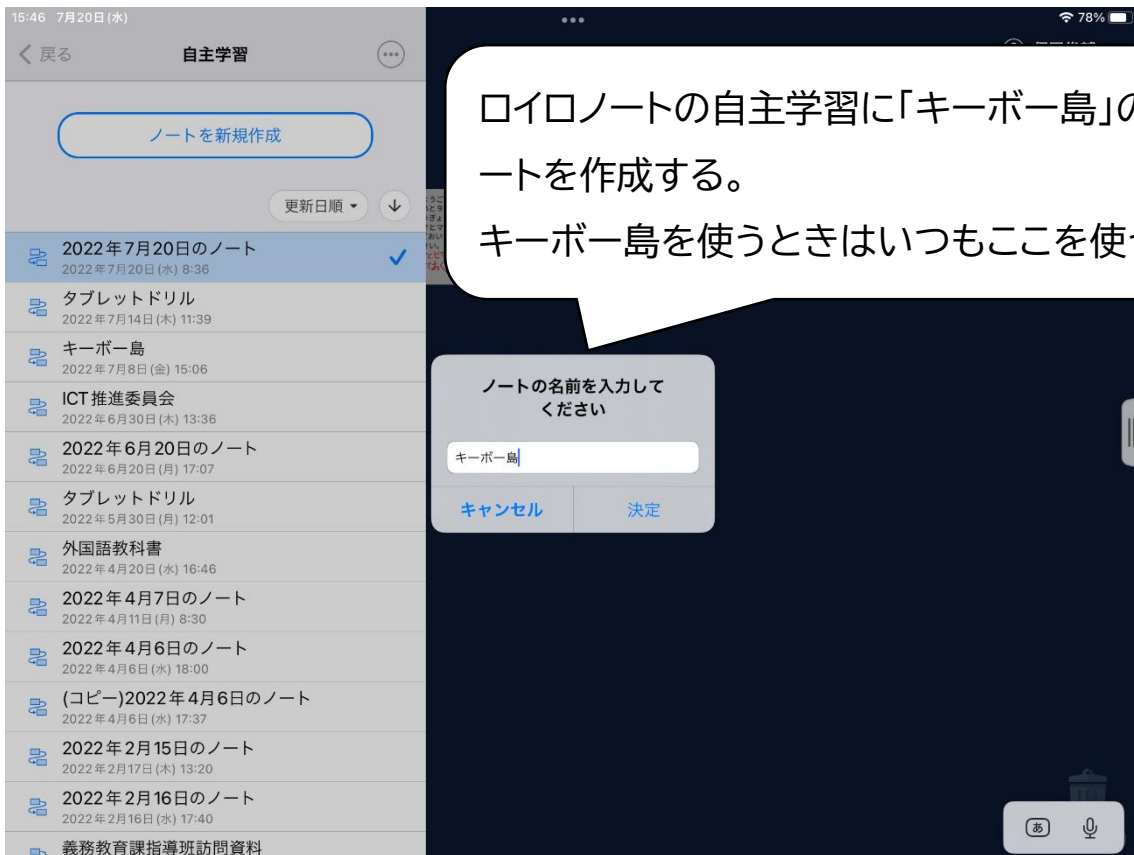 15:46 7月20日(水)
78%
戻る
自主学習
ノートを新規作成
更新日順
2022年7月20日のノート
2022年7月20日(水) 8:36
タブレットドリル
2022年7月14日(木) 11:39
キーボー島
2022年7月8日(金) 15:06
ICT推進委員会
2022年6月30日(木) 13:36
2022年6月20日のノート
2022年6月20日(月) 17:07
タブレットドリル
2022年5月30日(月) 12:01
外国語教科書
2022年4月20日(水) 16:46
2022年4月7日のノート
2022年4月11日(月) 8:30
2022年4月6日のノート
2022年4月6日(水) 18:00
(コピー)2022年4月6日のノート
2022年4月6日(水) 17:37
2022年2月15日のノート
2022年2月17日(木) 13:20
2022年2月16日のノート
2022年2月16日(水) 17:40
義務教育課指導班訪問資料
ロイロノートの自主学習に「キーボー島」の
ートを作成する。
キーボー島を使うときはいつもここを使
ノートの名前を入力して
ください
キーボー島
キャンセル
決定
あ